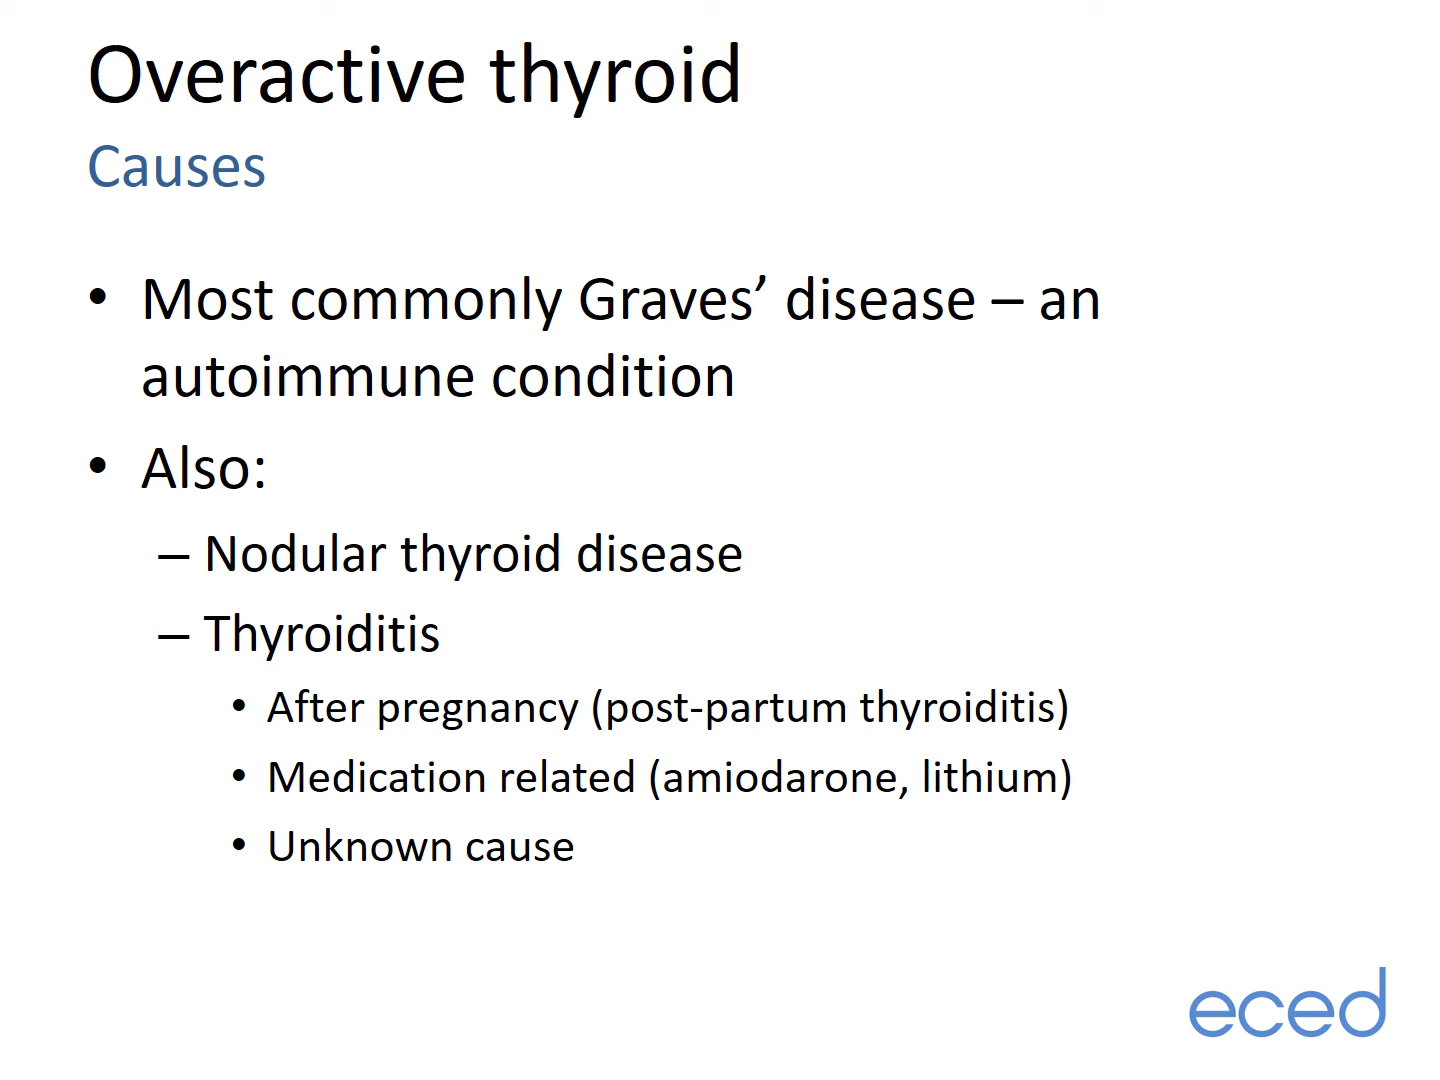 Overactive thyroid
Causes
• Most commonly Graves’ disease – an
autoimmune condition
• Also:
– Nodular thyroid disease
– Thyroiditis
• After pregnancy (post-partum thyroiditis)
• Medication related (amiodarone, lithium)
• Unknown cause
eced